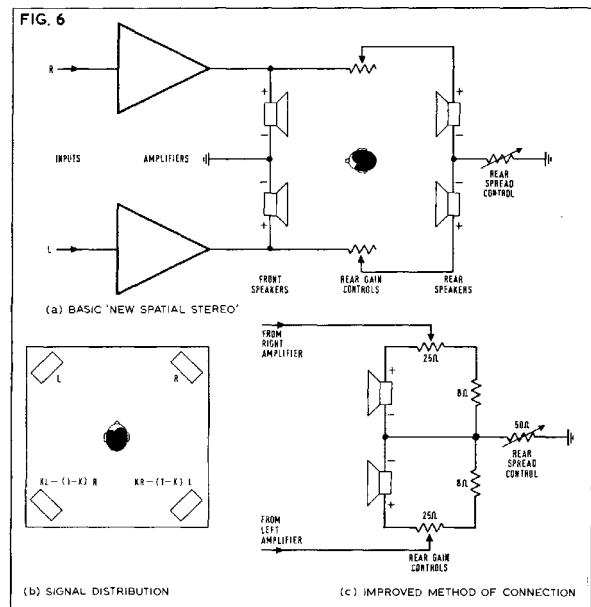 FIG. 6
R
+
+
−
−
INPUTS
AMPLIFIERS
−
−
REAR
SPREAD
CONTROL
+
+
L
FRONT
SPEAKERS
REAR GAIN
CONTROLS
REAR
SPEAKERS
(a) BASIC 'NEW SPATIAL STEREO'
L
R
KL−(1−K) R
KR−(1−K) L
(b) SIGNAL DISTRIBUTION
FROM
RIGHT
AMPLIFIER
25Ω
+
8Ω
−
50Ω
REAR
SPREAD
CONTROL
−
8Ω
+
FROM
LEFT
AMPLIFIER
25Ω
REAR GAIN
CONTROLS
(c) IMPROVED METHOD OF CONNECTION